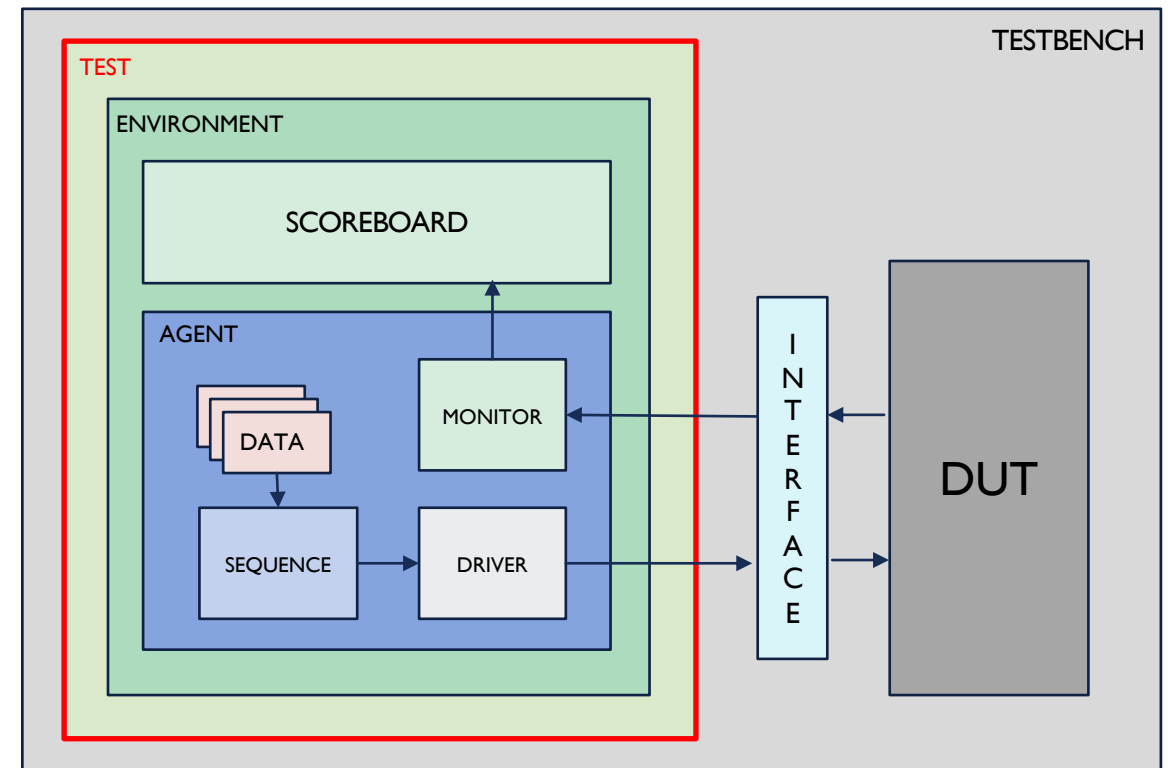 TESTBENCH
TEST
ENVIRONMENT
SCOREBOARD
AGENT
DATA
MONITOR
SEQUENCE
DRIVER
I
N
T
E
R
F
A
C
E
DUT